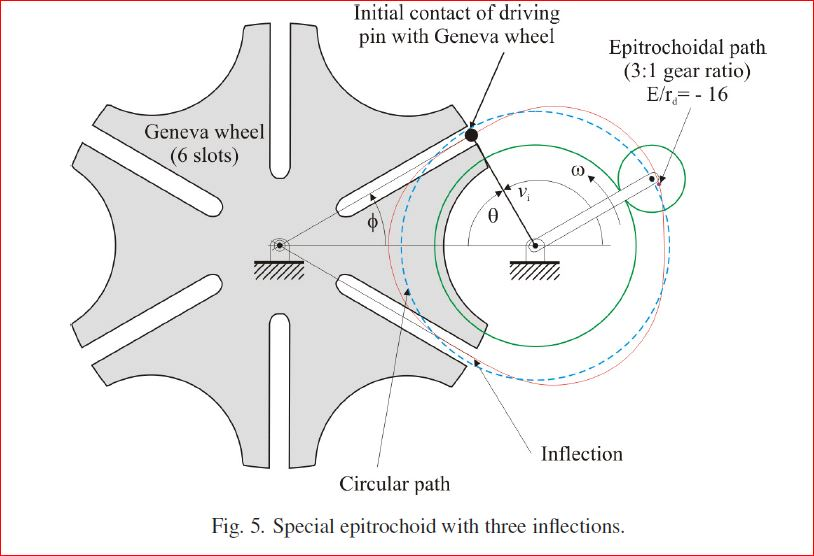 Initial contact of driving
pin with Geneva wheel
Epitrochoidal path
(3:1 gear ratio)
E/rd= - 16
Geneva wheel
(6 slots)
ω
νi
θ
ϕ
Inflection
Circular path
Fig. 5. Special epitrochoid with three inflections.